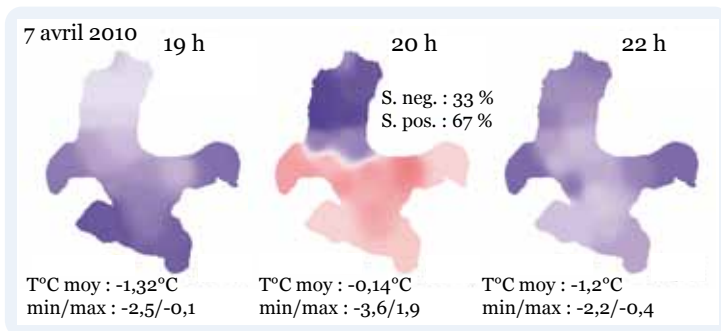 7 avril 2010
19 h
20 h
22 h
S. neg. : 33 %
S. pos. : 67 %
T°C moy : -1,32°C
min/max : -2,5/-0,1
T°C moy : -0,14°C
min/max : -3,6/1,9
T°C moy : -1,2°C
min/max : -2,2/-0,4